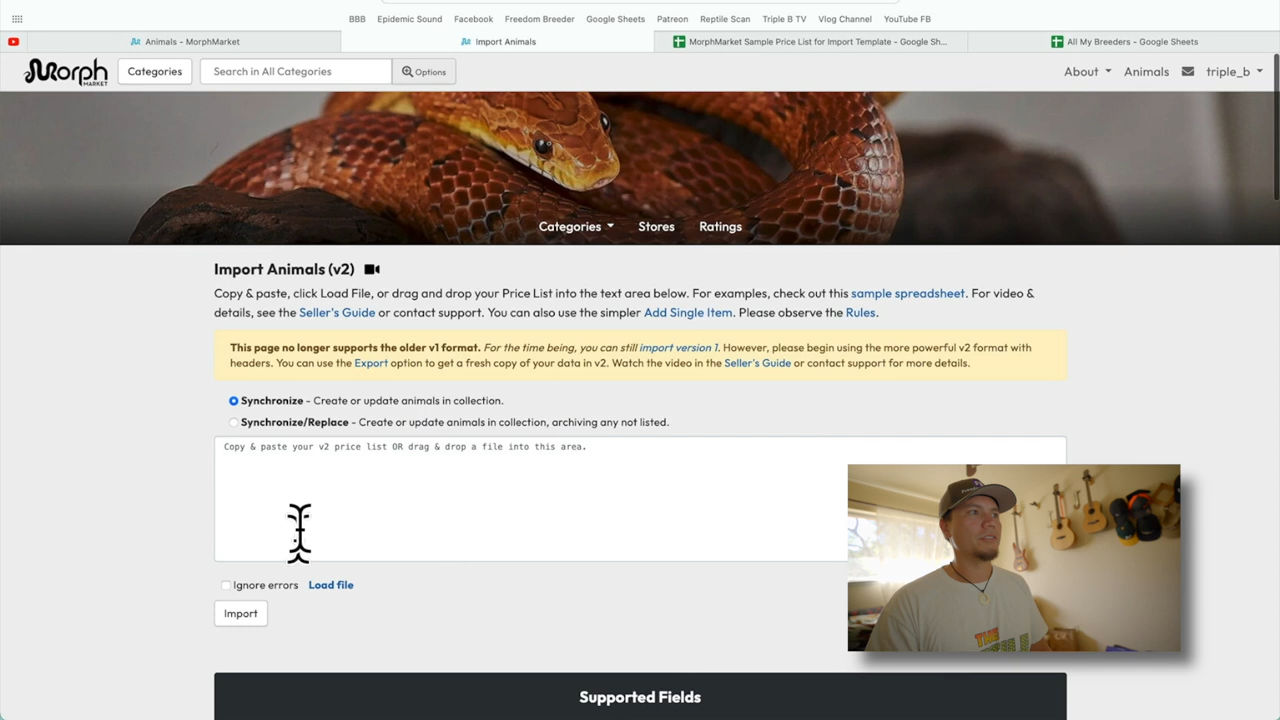 BBB Epidemic Sound Facebook Freedom Breeder Google Sheets Patreon Reptile Scan Triple B TV Vlog Channel YouTube FB
Animals – MorphMarket Import Animals MorphMarket Sample Price List for Import Template - Google Sh... All My Breeders - Google Sheets
Morph MARKET Categories Search in All Categories Options About Animals triple_b
Categories Stores Ratings
Import Animals (v2)
Copy & paste, click Load File, or drag and drop your Price List into the text area below. For examples, check out this sample spreadsheet. For video &
details, see the Seller's Guide or contact support. You can also use the simpler Add Single Item. Please observe the Rules.
This page no longer supports the older v1 format. For the time being, you can still import version 1. However, please begin using the more powerful v2 format with
headers. You can use the Export option to get a fresh copy of your data in v2. Watch the video in the Seller's Guide or contact support for more details.
Synchronize - Create or update animals in collection.
Synchronize/Replace - Create or update animals in collection, archiving any not listed.
Copy & paste your v2 price list OR drag & drop a file into this area.
Ignore errors Load file
Import
THE
Supported Fields